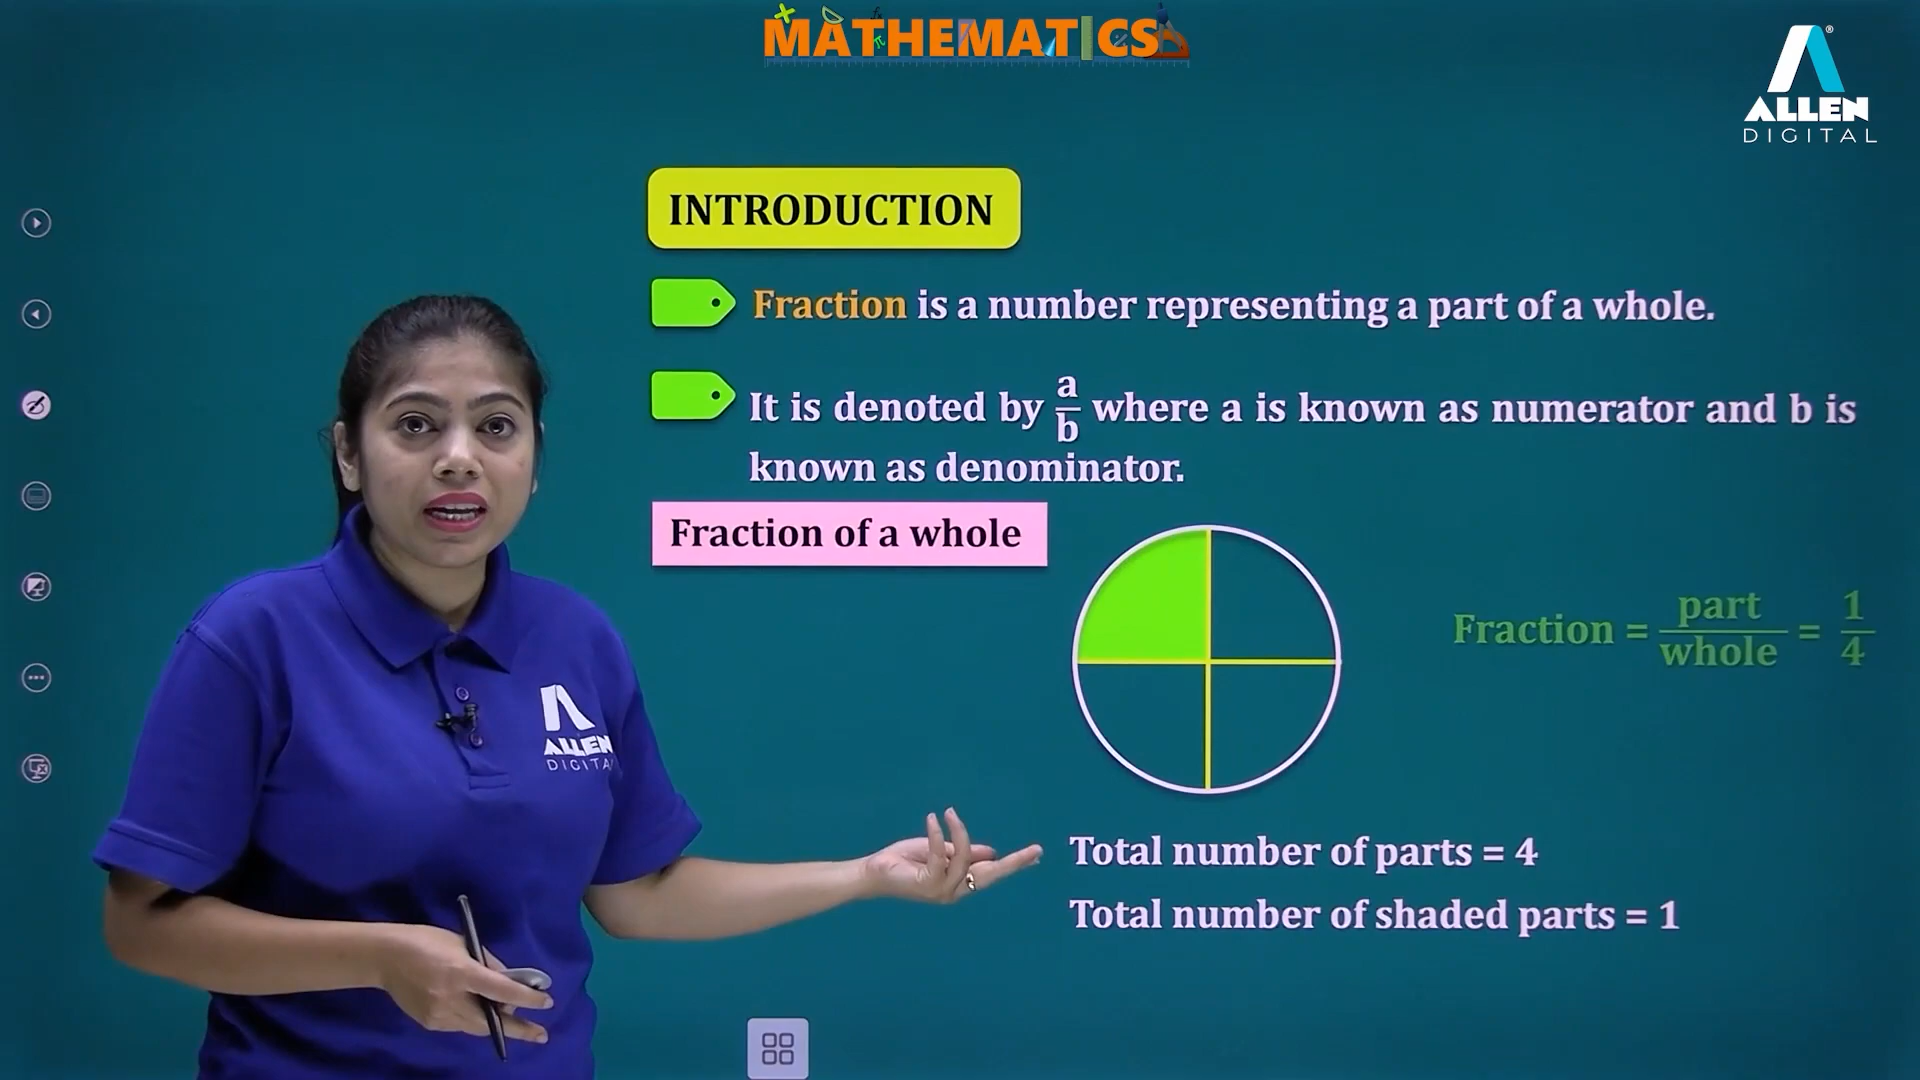 MATHEMATICS
ALLEN
DIGITAL
INTRODUCTION
Fraction is a number representing a part of a whole.
It is denoted by a/b where a is known as numerator and b is
known as denominator.
Fraction of a whole
Fraction = part/whole = 1/4
ALLEN
DIGITA
Total number of parts = 4
Total number of shaded parts = 1